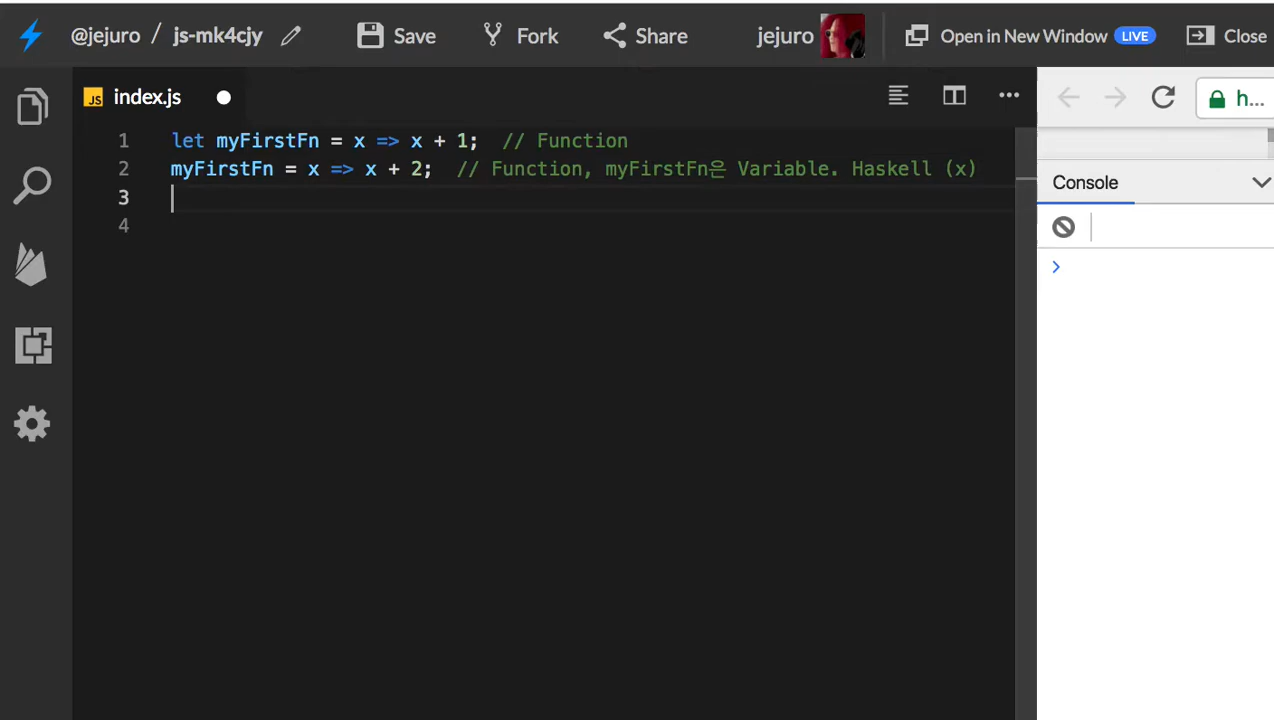 @jejuro / js-mk4cjy Save Fork Share jejuro Open in New Window LIVE Close
JS index.js
h...
1 let myFirstFn = x => x + 1; // Function
2 myFirstFn = x => x + 2; // Function, myFirstFn은 Variable. Haskell (x)
3
4
Console